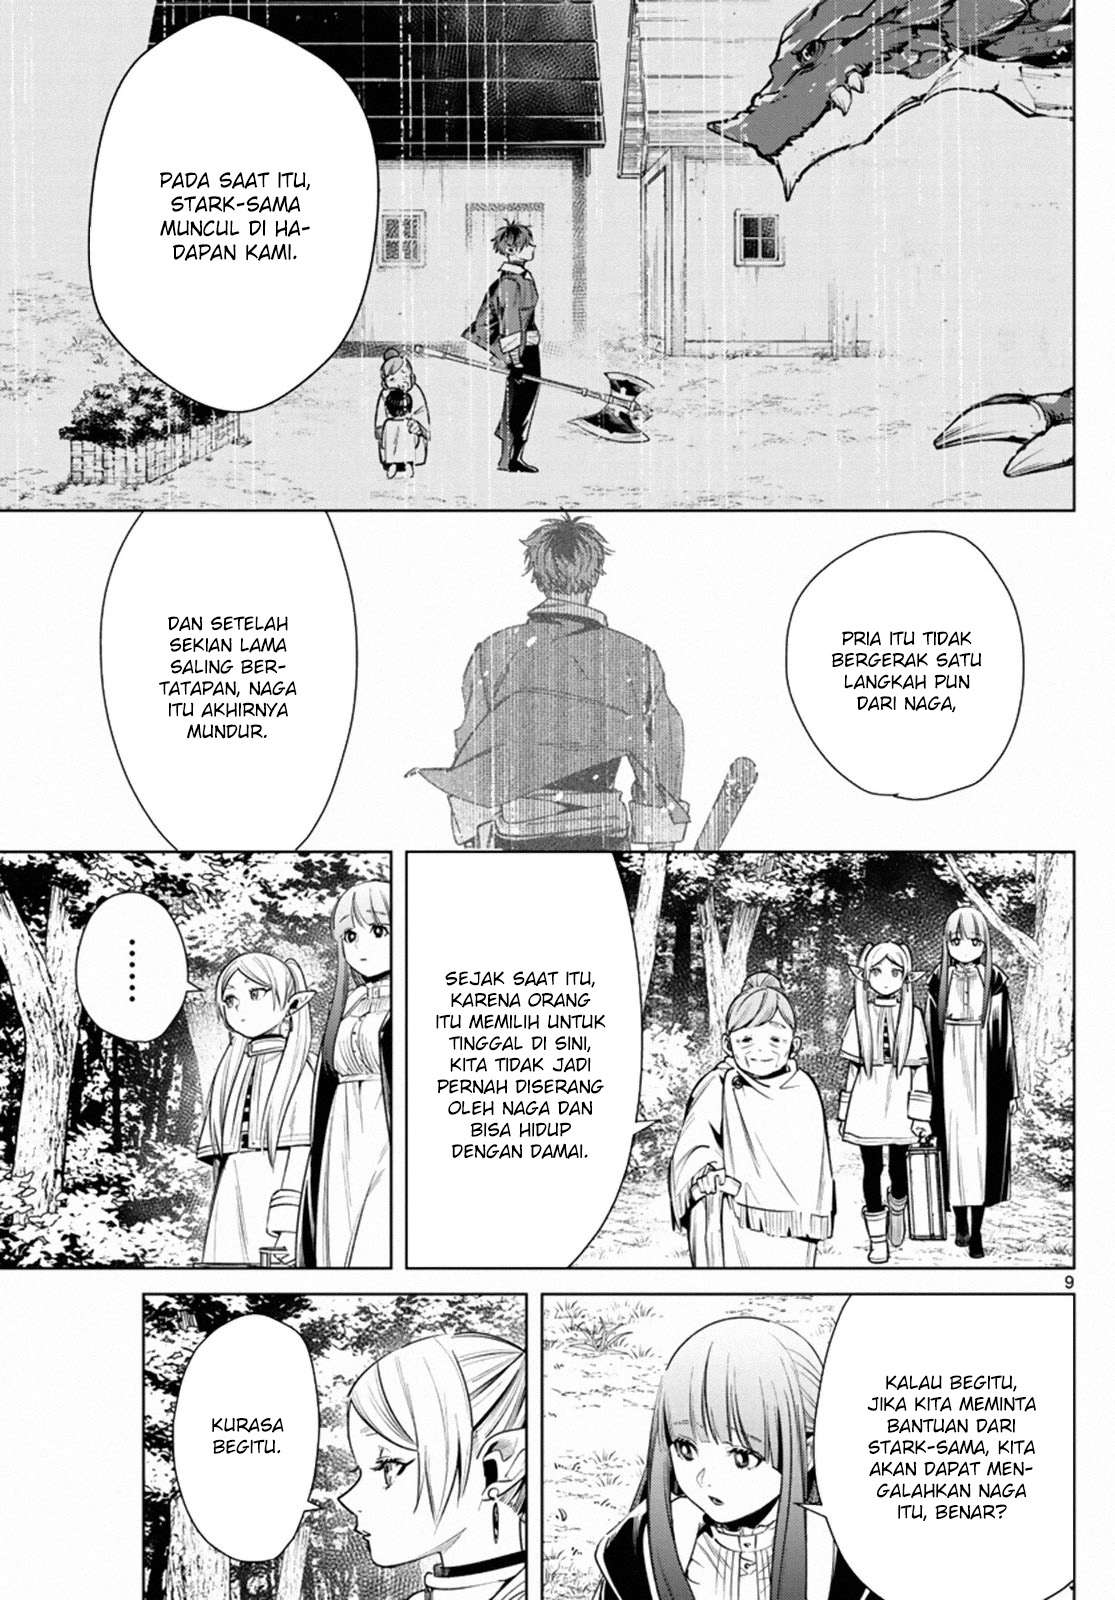 PADA SAAT ITU,
STARK-SAMA
MUNCUL DI HA-
DAPAN KAMI.
PRIA ITU TIDAK
BERGERAK SATU
LANGKAH PUN
DARI NAGA,
DAN SETELAH
SEKIAN LAMA
SALING BER-
TATAPAN, NAGA
ITU AKHIRNYA
MUNDUR.
SEJAK SAAT ITU,
KARENA ORANG
ITU MEMILIH UNTUK
TINGGAL DI SINI,
KITA TIDAK JADI
PERNAH DISERANG
OLEH NAGA DAN
BISA HIDUP
DENGAN DAMAI.
......
9
KALAU BEGITU,
JIKA KITA MEMINTA
BANTUAN DARI
STARK-SAMA, KITA
AKAN DAPAT MEN-
GALAHKAN NAGA
ITU, BENAR?
KURASA
BEGITU.